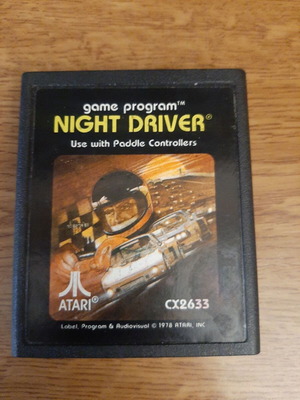 game program™
NIGHT DRIVER®
Use with Paddle Controllers
ATARI®
CX2633
Label, Program & Audiovisual © 1978 ATARI, INC